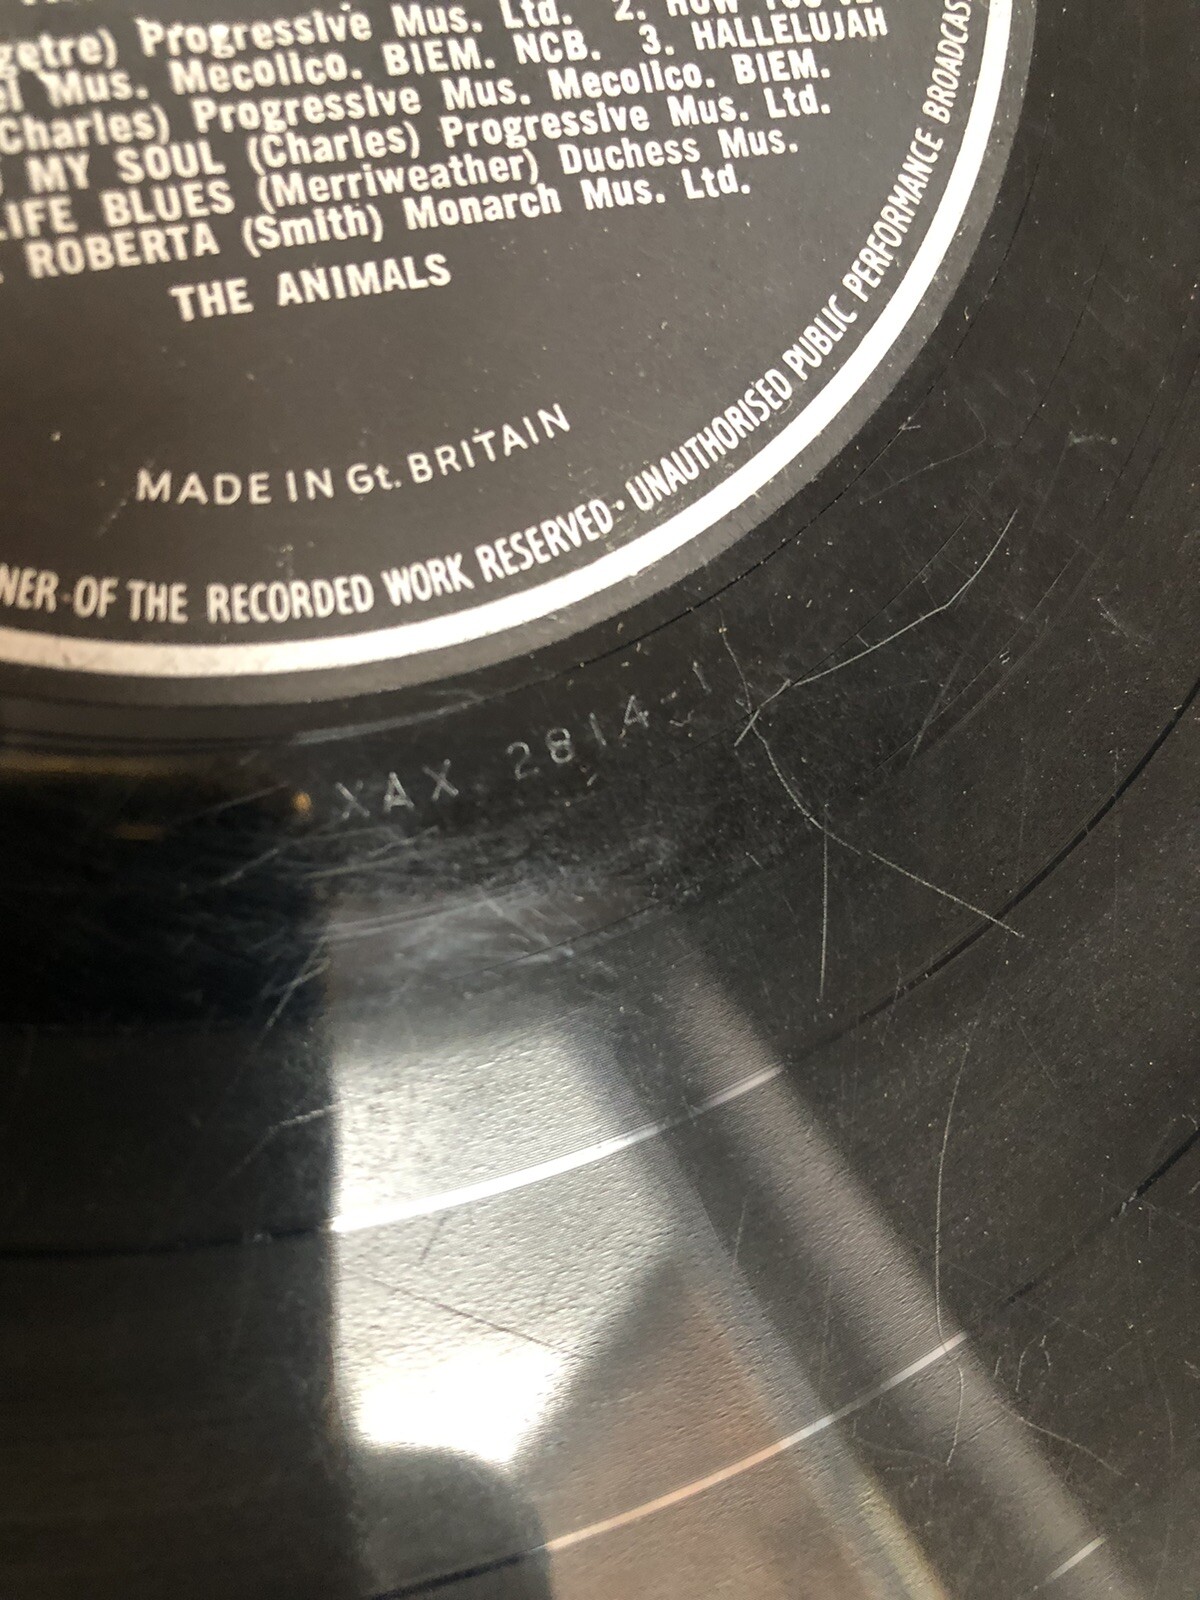 Progressive Mus. Ltd. 2. HOW
Mus. Mecolico. BIEM. NCB. 3. HALLELUJAH
(Charles) Progressive Mus. Mecolico. BIEM.
MY SOUL (Charles) Progressive Mus. Ltd.
LIFE BLUES (Merriweather) Duchess Mus.
ROBERTA (Smith) Monarch Mus. Ltd.
THE ANIMALS
MADE IN Gt. BRITAIN
OF THE RECORDED WORK RESERVED · UNAUTHORISED PUBLIC PERFORMANCE
XAX 2814-1